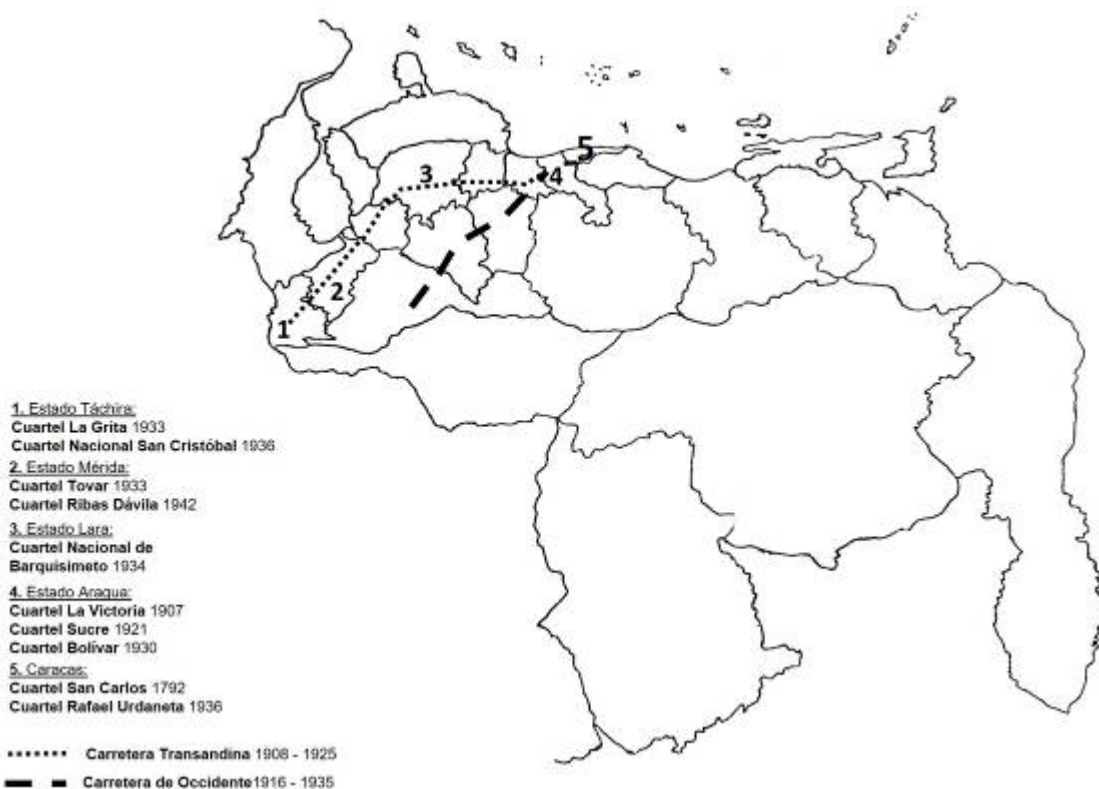 5
3
4
2
1
1. Estado Táchira:
Cuartel La Grita 1933
Cuartel Nacional San Cristóbal 1936
2. Estado Mérida:
Cuartel Tovar 1933
Cuartel Ribas Dávila 1942
3. Estado Lara:
Cuartel Nacional de
Barquisimeto 1934
4. Estado Aragua:
Cuartel La Victoria 1907
Cuartel Sucre 1921
Cuartel Bolívar 1930
5. Caracas:
Cuartel San Carlos 1792
Cuartel Rafael Urdaneta 1936
Carretera Transandina 1908 - 1925
Carretera de Occidente 1916 - 1935